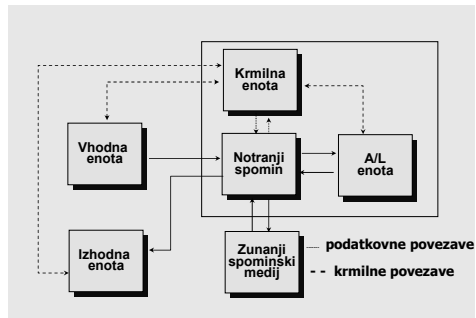 Krmilna
enota
Vhodna
enota
Notranji
spomin
A/L
enota
Izhodna
enota
Zunanji
spominski
medij
podatkovne povezave
krmilne povezave